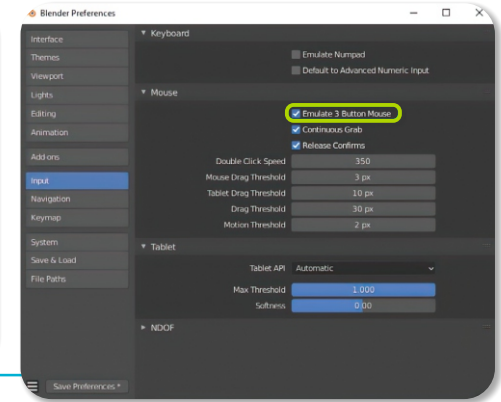 Blender Preferences
Interface
Themes
Viewport
Lights
Editing
Animation
Add-ons
Input
Navigation
Keymap
System
Save & Load
File Paths
Save Preferences *
Keyboard
Emulate Numpad
Default to Advanced Numeric Input
Mouse
Emulate 3 Button Mouse
Continuous Grab
Release Confirms
Double Click Speed 350
Mouse Drag Threshold 3 px
Tablet Drag Threshold 10 px
Drag Threshold 30 px
Motion Threshold 2 px
Tablet
Tablet API Automatic
Max Threshold 1.000
Softness 0.00
NDOF